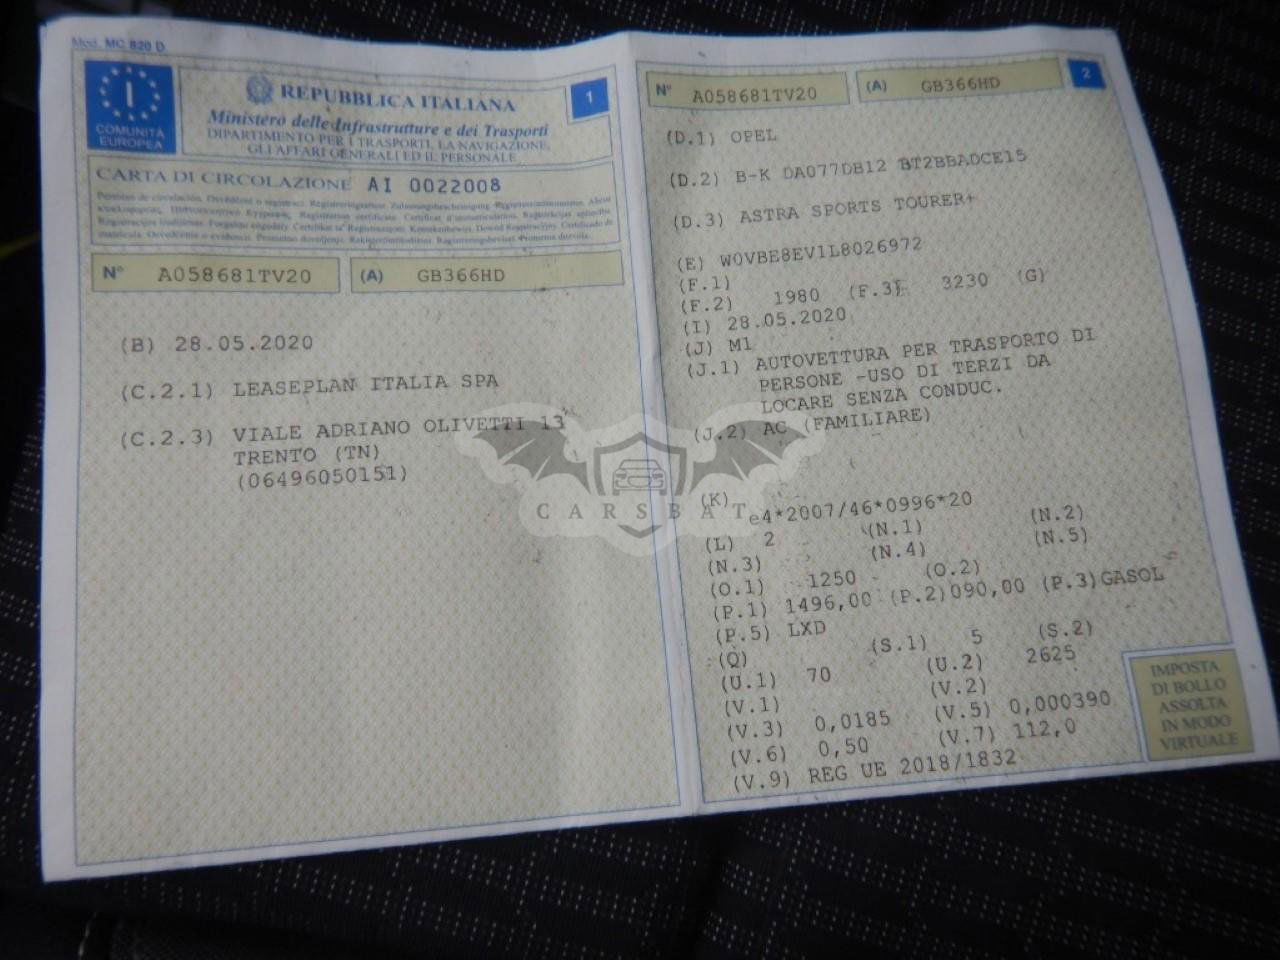 Mod. MC 820 D
I
COMUNITÀ
EUROPEA
REPUBBLICA ITALIANA
1
Ministero delle Infrastrutture e dei Trasporti
DIPARTIMENTO PER I TRASPORTI, LA NAVIGAZIONE,
GLI AFFARI GENERALI ED IL PERSONALE
CARTA DI CIRCOLAZIONE AI 0022008
N° A058681TV20 (A) GB366HD
(B) 28.05.2020
(C.2.1) LEASEPLAN ITALIA SPA
(C.2.3) VIALE ADRIANO OLIVETTI 13
TRENTO (TN)
(06496050151)
N° A058681TV20 (A) GB366HD 2
(D.1) OPEL
(D.2) B-K DA077DB12 BT2BBADCE15
(D.3) ASTRA SPORTS TOURER+
(E) W0VBE8EV1L8026972
(F.1)
(F.2) 1980 (F.3) 3230 (G)
(I) 28.05.2020
(J) M1
(J.1) AUTOVETTURA PER TRASPORTO DI
PERSONE -USO DI TERZI DA
LOCARE SENZA CONDUC.
(J.2) AC (FAMILIARE)
(K) e4*2007/46*0996*20
(L) 2 (N.1) (N.2)
(N.3) (N.4) (N.5)
(O.1) 1250 (O.2)
(P.1) 1496,00 (P.2)090,00 (P.3)GASOL
(P.5) LXD
(Q) (S.1) 5 (S.2)
(U.1) 70 (U.2) 2625
(V.1) (V.2)
(V.3) 0,0185 (V.5) 0,000390
(V.6) 0,50 (V.7) 112,0
(V.9) REG UE 2018/1832
IMPOSTA
DI BOLLO
ASSOLTA
IN MODO
VIRTUALE
CARSBAT